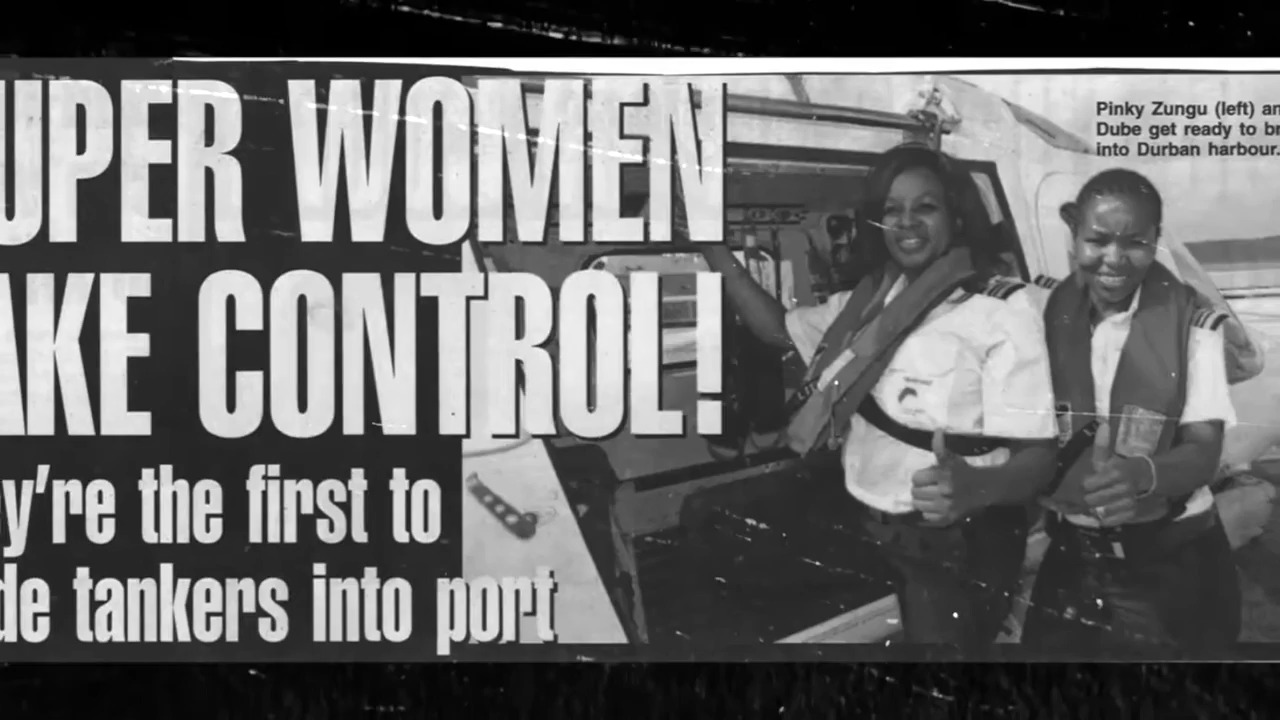 UPER WOMEN
AKE CONTROL!
ey're the first to
de tankers into port
Pinky Zungu (left) an
Dube get ready to br
into Durban harbour.